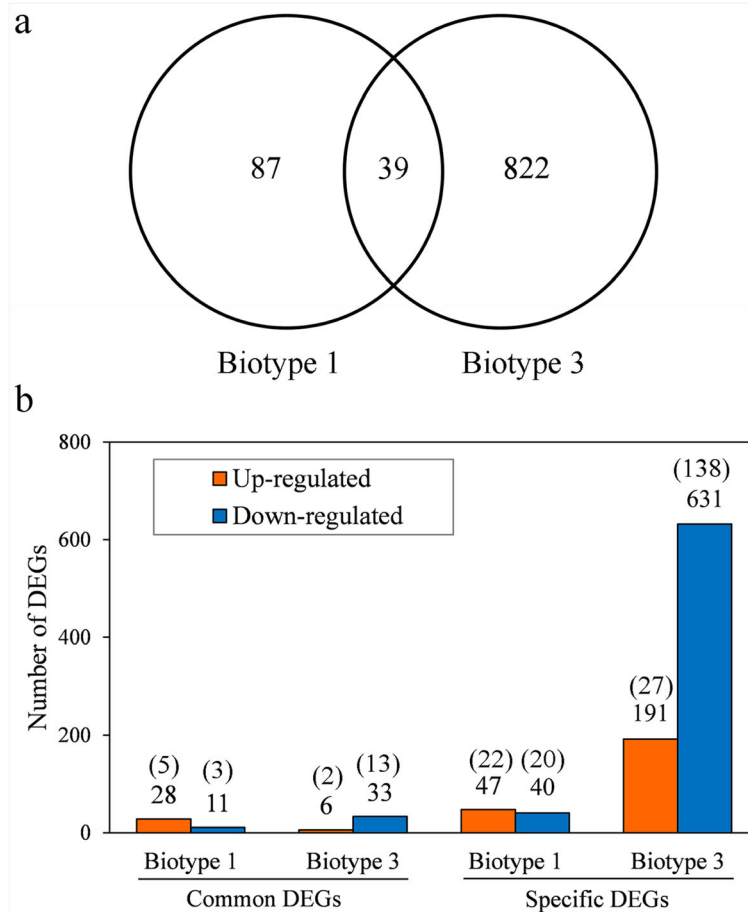 a
87 39 822
Biotype 1 Biotype 3
b
800
600
400
200
0
Number of DEGs
Up-regulated
Down-regulated
(5) (3) (2) (13) (22) (20) (27) (138)
28 11 6 33 47 40 191 631
Biotype 1 Biotype 3 Biotype 1 Biotype 3
Common DEGs Specific DEGs